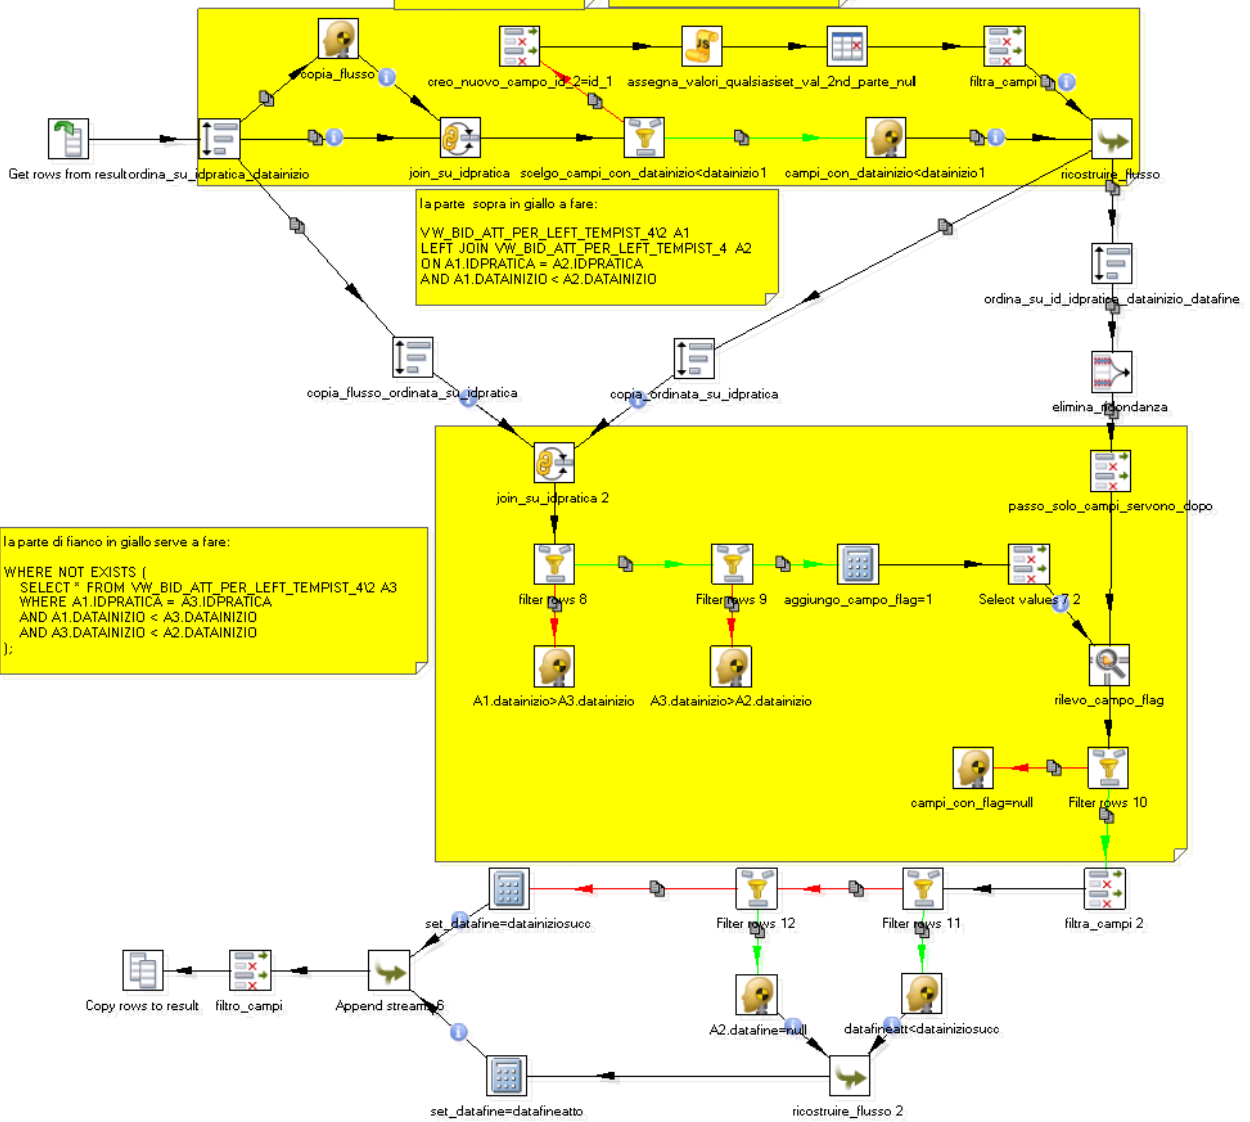 copia_flusso
creo_nuovo_campo_id_2=id_1
assegna_valori_qualsiasi
set_val_2nd_parte_null
filtra_campi
Get rows from result
ordina_su_idpratica_datainizio
join_su_idpratica
scelgo_campi_con_datainizio<datainizio1
campi_con_datainizio<datainizio1
ricostruire_flusso
la parte sopra in giallo a fare:
VW_BID_ATT_PER_LEFT_TEMPIST_4\2 A1
LEFT JOIN VW_BID_ATT_PER_LEFT_TEMPIST_4 A2
ON A1.IDPRATICA = A2.IDPRATICA
AND A1.DATAINIZIO < A2.DATAINIZIO
ordina_su_id_idpratica_datainizio_datafine
copia_flusso_ordinata_su_idpratica
copia_ordinata_su_idpratica
elimina_ridondanza
join_su_idpratica 2
passo_solo_campi_servono_dopo
la parte di fianco in giallo serve a fare:
WHERE NOT EXISTS (
SELECT * FROM VW_BID_ATT_PER_LEFT_TEMPIST_4\2 A3
WHERE A1.IDPRATICA = A3.IDPRATICA
AND A1.DATAINIZIO < A3.DATAINIZIO
AND A3.DATAINIZIO < A2.DATAINIZIO
);
filter rows 8
Filter rows 9
aggiungo_campo_flag=1
Select values 7 2
A1.datainizio>A3.datainizio
A3.datainizio>A2.datainizio
rilevo_campo_flag
campi_con_flag=null
Filter rows 10
set_datafine=datainiziosucc
Filter rows 12
Filter rows 11
filtra_campi 2
Copy rows to result
filtro_campi
Append streams 6
A2.datafine=null
datafineatt<datainiziosucc
set_datafine=datafineatto
ricostruire_flusso 2